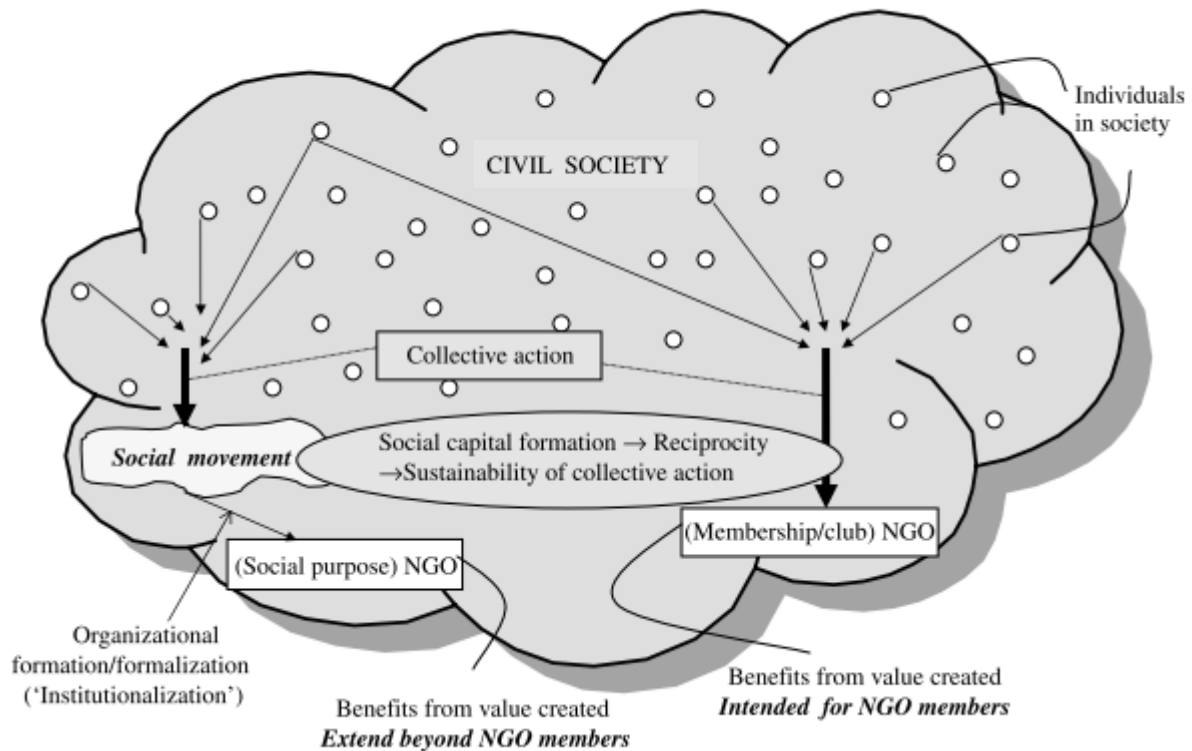 Individuals
in society
CIVIL SOCIETY
Collective action
Social capital formation → Reciprocity
→Sustainability of collective action
Social movement
(Membership/club) NGO
(Social purpose) NGO
Organizational
formation/formalization
(‘Institutionalization’)
Benefits from value created
Extend beyond NGO members
Benefits from value created
Intended for NGO members